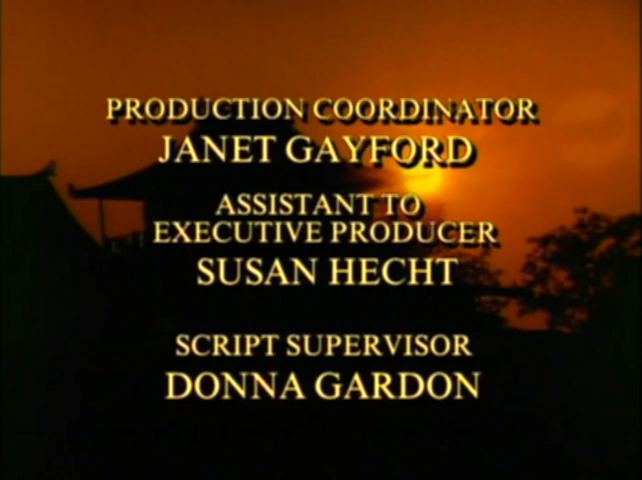 PRODUCTION COORDINATOR
JANET GAYFORD
ASSISTANT TO
EXECUTIVE PRODUCER
SUSAN HECHT
SCRIPT SUPERVISOR
DONNA GARDON